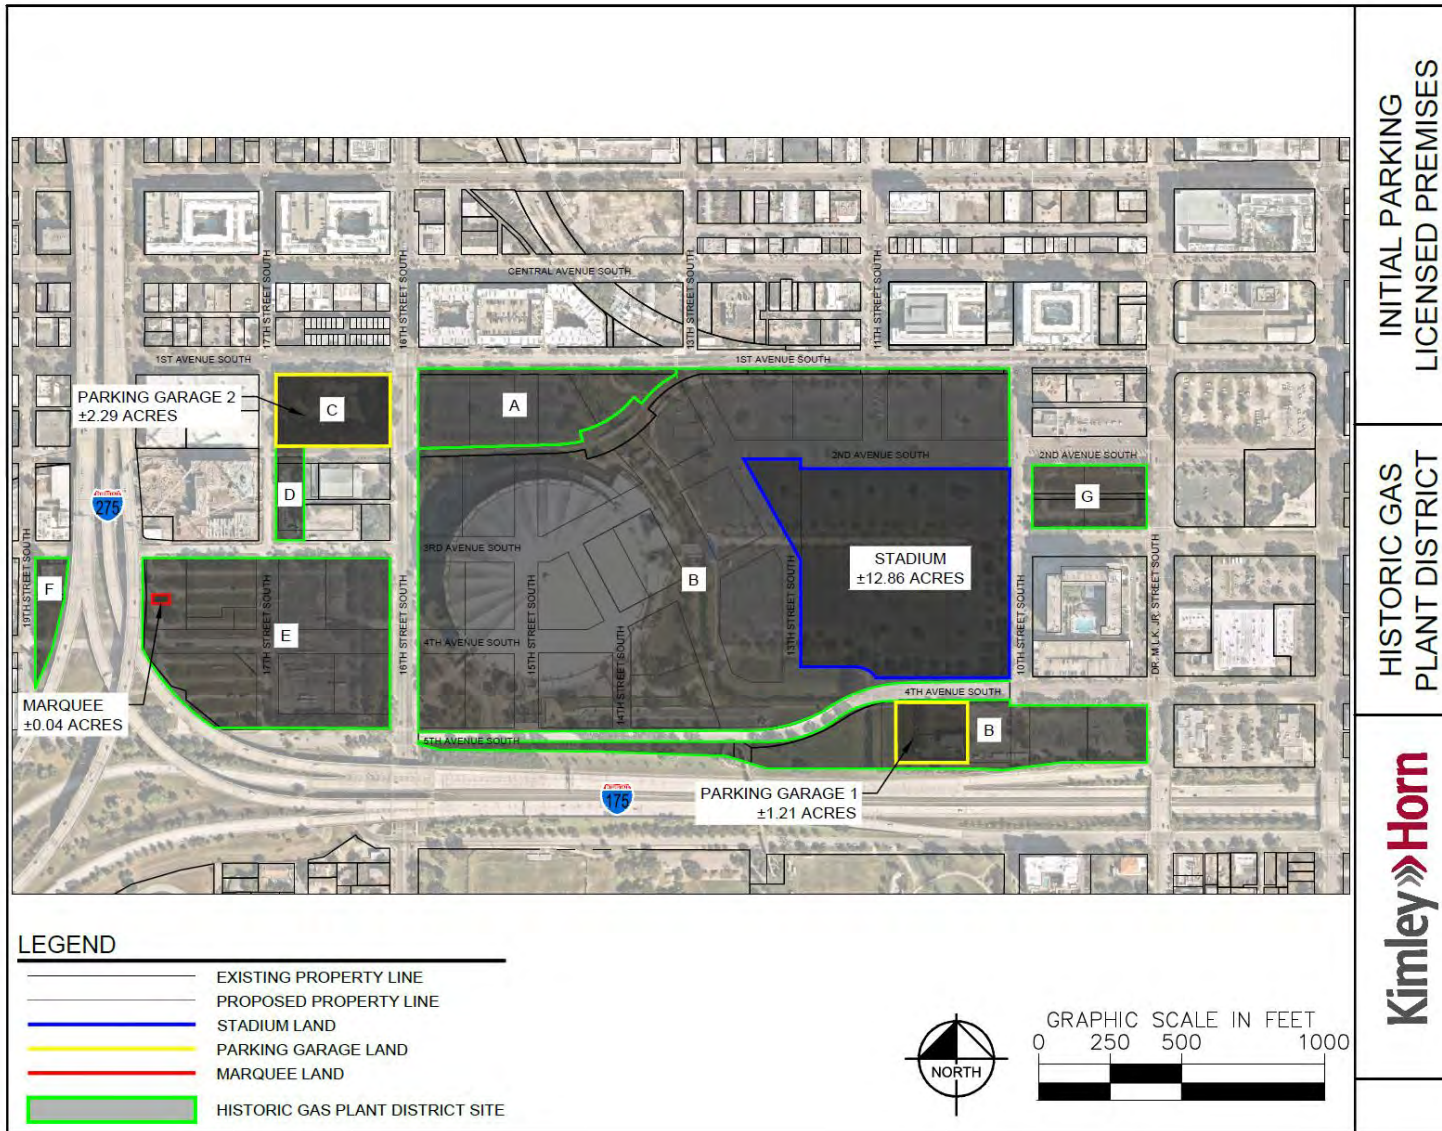 INITIAL PARKING
LICENSED PREMISES
HISTORIC GAS
PLANT DISTRICT
Kimley»Horn
CENTRAL AVENUE SOUTH
17TH STREET SOUTH
16TH STREET SOUTH
13TH STREET SOUTH
11TH STREET SOUTH
1ST AVENUE SOUTH
1ST AVENUE SOUTH
PARKING GARAGE 2
±2.29 ACRES
C
A
2ND AVENUE SOUTH
2ND AVENUE SOUTH
D
G
INTERSTATE
275
3RD AVENUE SOUTH
STADIUM
±12.86 ACRES
B
F
19TH STREET SOUTH
E
17TH STREET SOUTH
16TH STREET SOUTH
15TH STREET SOUTH
14TH STREET SOUTH
13TH STREET SOUTH
10TH STREET SOUTH
DR. M.L.K. JR. STREET SOUTH
4TH AVENUE SOUTH
4TH AVENUE SOUTH
MARQUEE
±0.04 ACRES
5TH AVENUE SOUTH
B
PARKING GARAGE 1
±1.21 ACRES
INTERSTATE
175
LEGEND
EXISTING PROPERTY LINE
PROPOSED PROPERTY LINE
STADIUM LAND
PARKING GARAGE LAND
MARQUEE LAND
HISTORIC GAS PLANT DISTRICT SITE
NORTH
GRAPHIC SCALE IN FEET
0 250 500 1000